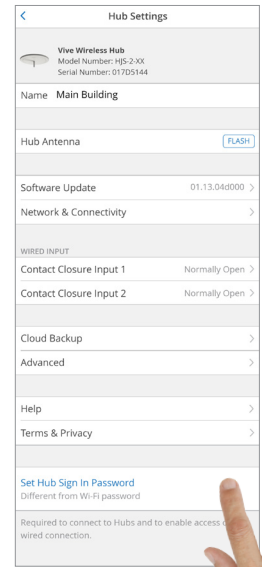 Hub Settings
Vive Wireless Hub
Model Number: HJS-2-XX
Serial Number: 017D5144
Name Main Building
Hub Antenna FLASH
Software Update 01.13.04d000
Network & Connectivity
WIRED INPUT
Contact Closure Input 1 Normally Open
Contact Closure Input 2 Normally Open
Cloud Backup
Advanced
Help
Terms & Privacy
Set Hub Sign In Password
Different from Wi-Fi password
Required to connect to Hubs and to enable access
wired connection.